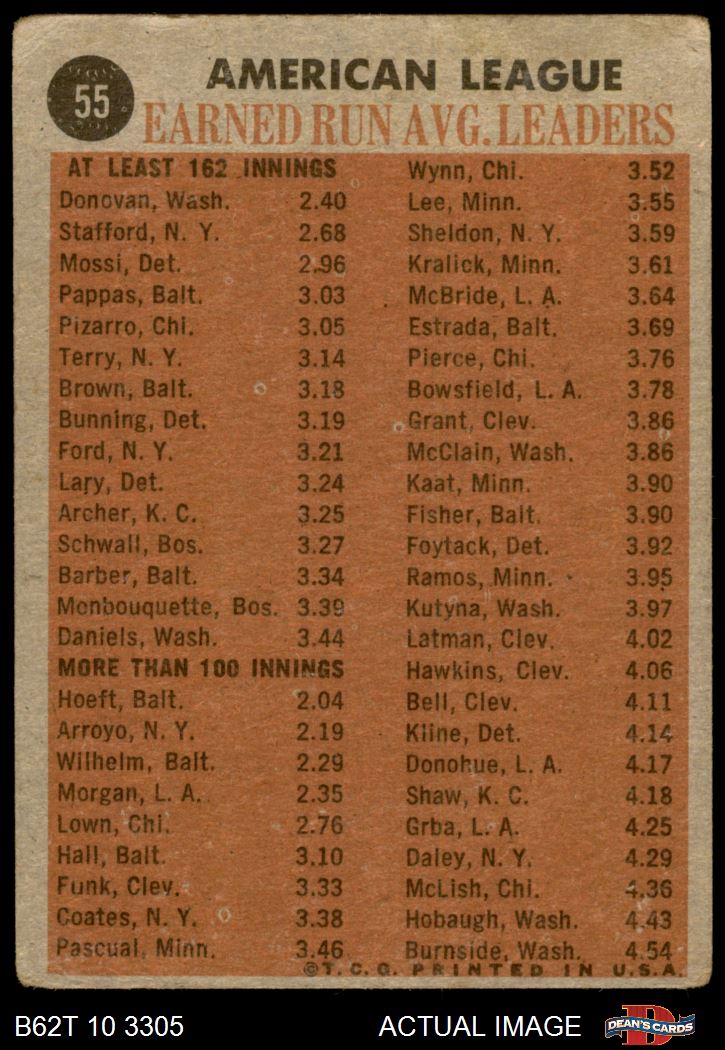 55
AMERICAN LEAGUE
EARNED RUN AVG. LEADERS
AT LEAST 162 INNINGS
Donovan, Wash. 2.40
Stafford, N. Y. 2.68
Mossi, Det. 2.96
Pappas, Balt. 3.03
Pizarro, Chi. 3.05
Terry, N. Y. 3.14
Brown, Balt. 3.18
Bunning, Det. 3.19
Ford, N. Y. 3.21
Lary, Det. 3.24
Archer, K. C. 3.25
Schwall, Bos. 3.27
Barber, Balt. 3.34
Monbouquette, Bos. 3.39
Daniels, Wash. 3.44
MORE THAN 100 INNINGS
Hoeft, Balt. 2.04
Arroyo, N. Y. 2.19
Wilhelm, Balt. 2.29
Morgan, L. A. 2.35
Lown, Chi. 2.76
Hall, Balt. 3.10
Funk, Clev. 3.33
Coates, N. Y. 3.38
Pascual, Minn. 3.46
Wynn, Chi. 3.52
Lee, Minn. 3.55
Sheldon, N. Y. 3.59
Kralick, Minn. 3.61
McBride, L. A. 3.64
Estrada, Balt. 3.69
Pierce, Chi. 3.76
Bowsfield, L. A. 3.78
Grant, Clev. 3.86
McClain, Wash. 3.86
Kaat, Minn. 3.90
Fisher, Balt. 3.90
Foytack, Det. 3.92
Ramos, Minn. 3.95
Kutyna, Wash. 3.97
Latman, Clev. 4.02
Hawkins, Clev. 4.06
Bell, Clev. 4.11
Kline, Det. 4.14
Donohue, L. A. 4.17
Shaw, K. C. 4.18
Grba, L. A. 4.25
Daley, N. Y. 4.29
McLish, Chi. 4.36
Hobaugh, Wash. 4.43
Burnside, Wash. 4.54
©T. C. G. PRINTED IN U.S.A.
B62T 10 3305
ACTUAL IMAGE
D
DEAN'S CARDS